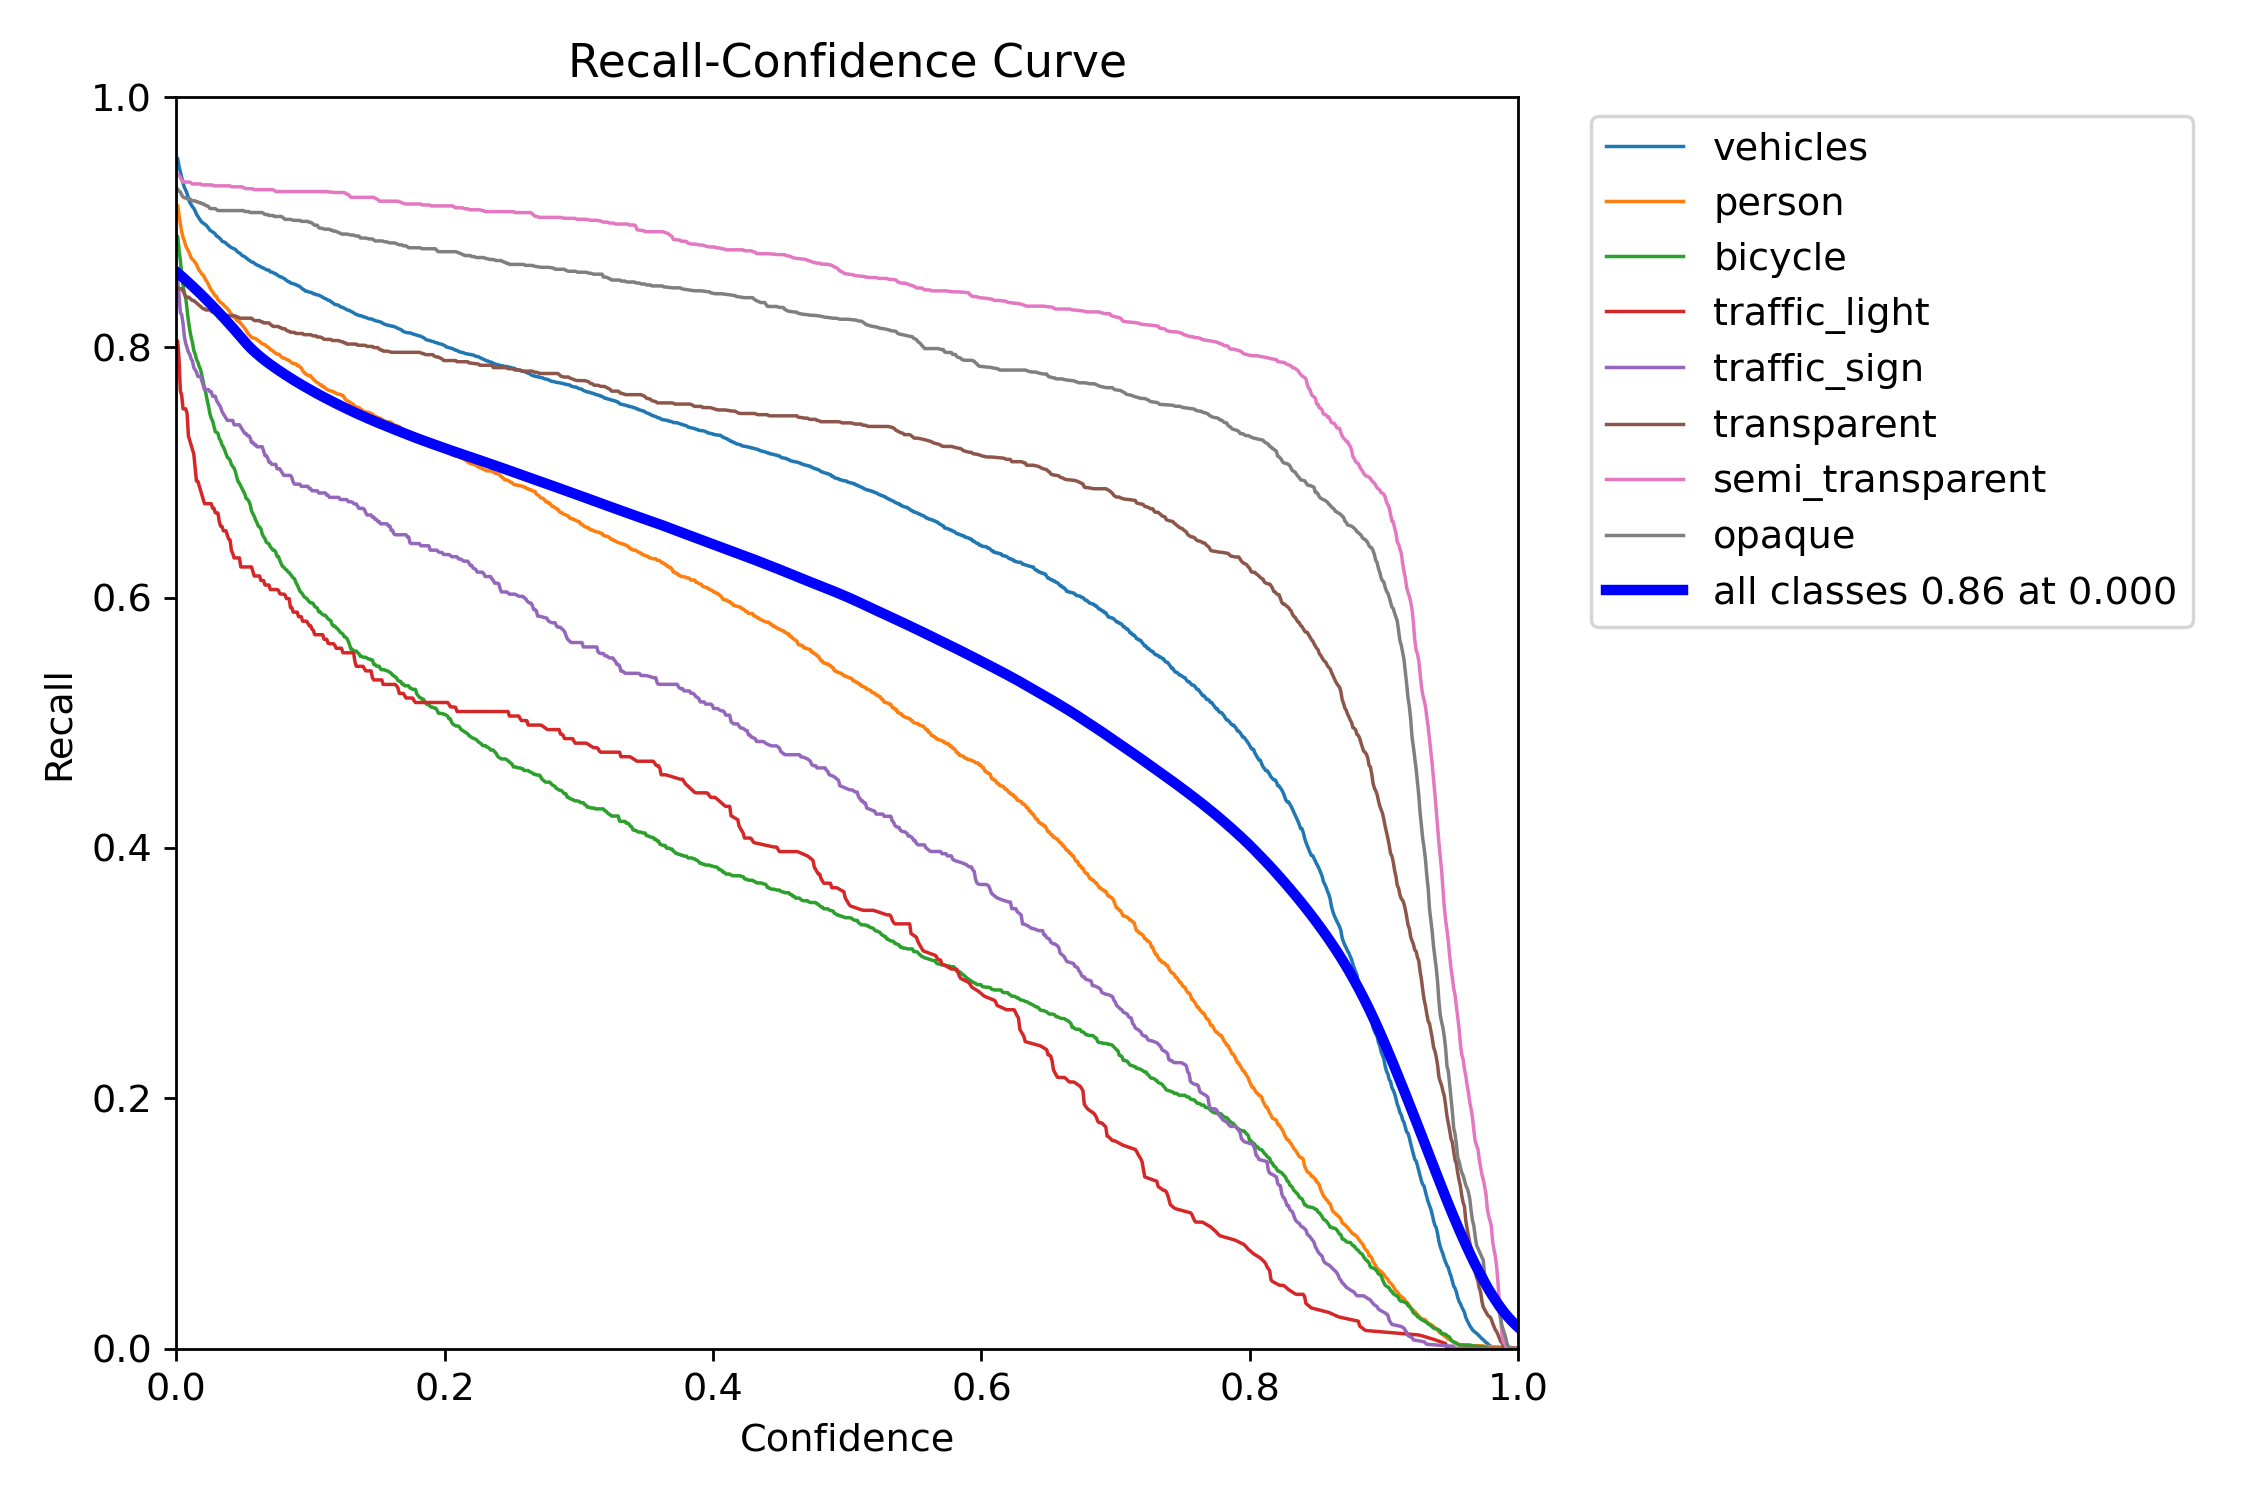 Recall-Confidence Curve
1.0
0.8
0.6
0.4
0.2
0.0
Recall
0.0 0.2 0.4 0.6 0.8 1.0
Confidence
vehicles
person
bicycle
traffic_light
traffic_sign
transparent
semi_transparent
opaque
all classes 0.86 at 0.000